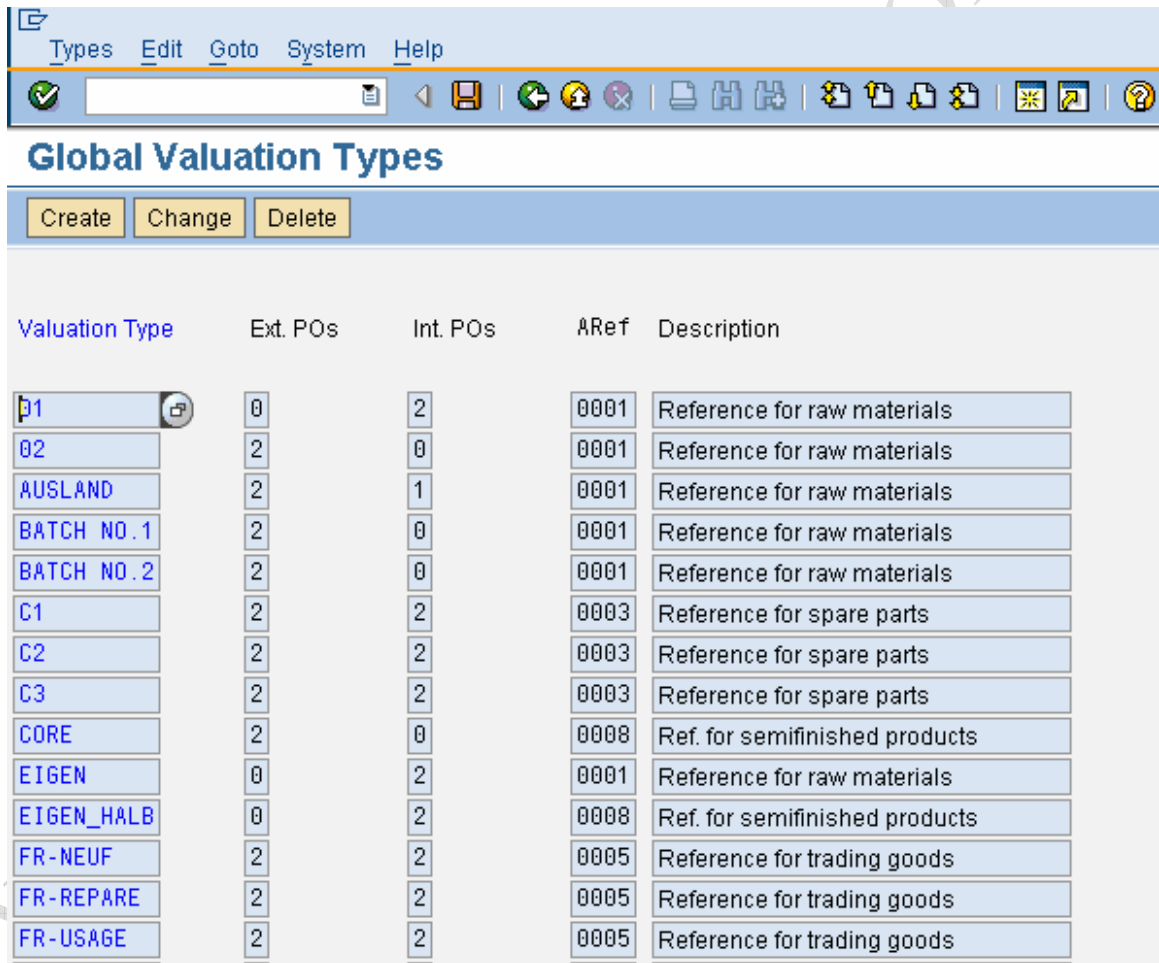 Types Edit Goto System Help
Global Valuation Types
Create Change Delete
Valuation Type Ext. POs Int. POs ARef Description
01 0 2 0001 Reference for raw materials
02 2 0 0001 Reference for raw materials
AUSLAND 2 1 0001 Reference for raw materials
BATCH NO.1 2 0 0001 Reference for raw materials
BATCH NO.2 2 0 0001 Reference for raw materials
C1 2 2 0003 Reference for spare parts
C2 2 2 0003 Reference for spare parts
C3 2 2 0003 Reference for spare parts
CORE 2 0 0008 Ref. for semifinished products
EIGEN 0 2 0001 Reference for raw materials
EIGEN_HALB 0 2 0008 Ref. for semifinished products
FR-NEUF 2 2 0005 Reference for trading goods
FR-REPARE 2 2 0005 Reference for trading goods
FR-USAGE 2 2 0005 Reference for trading goods